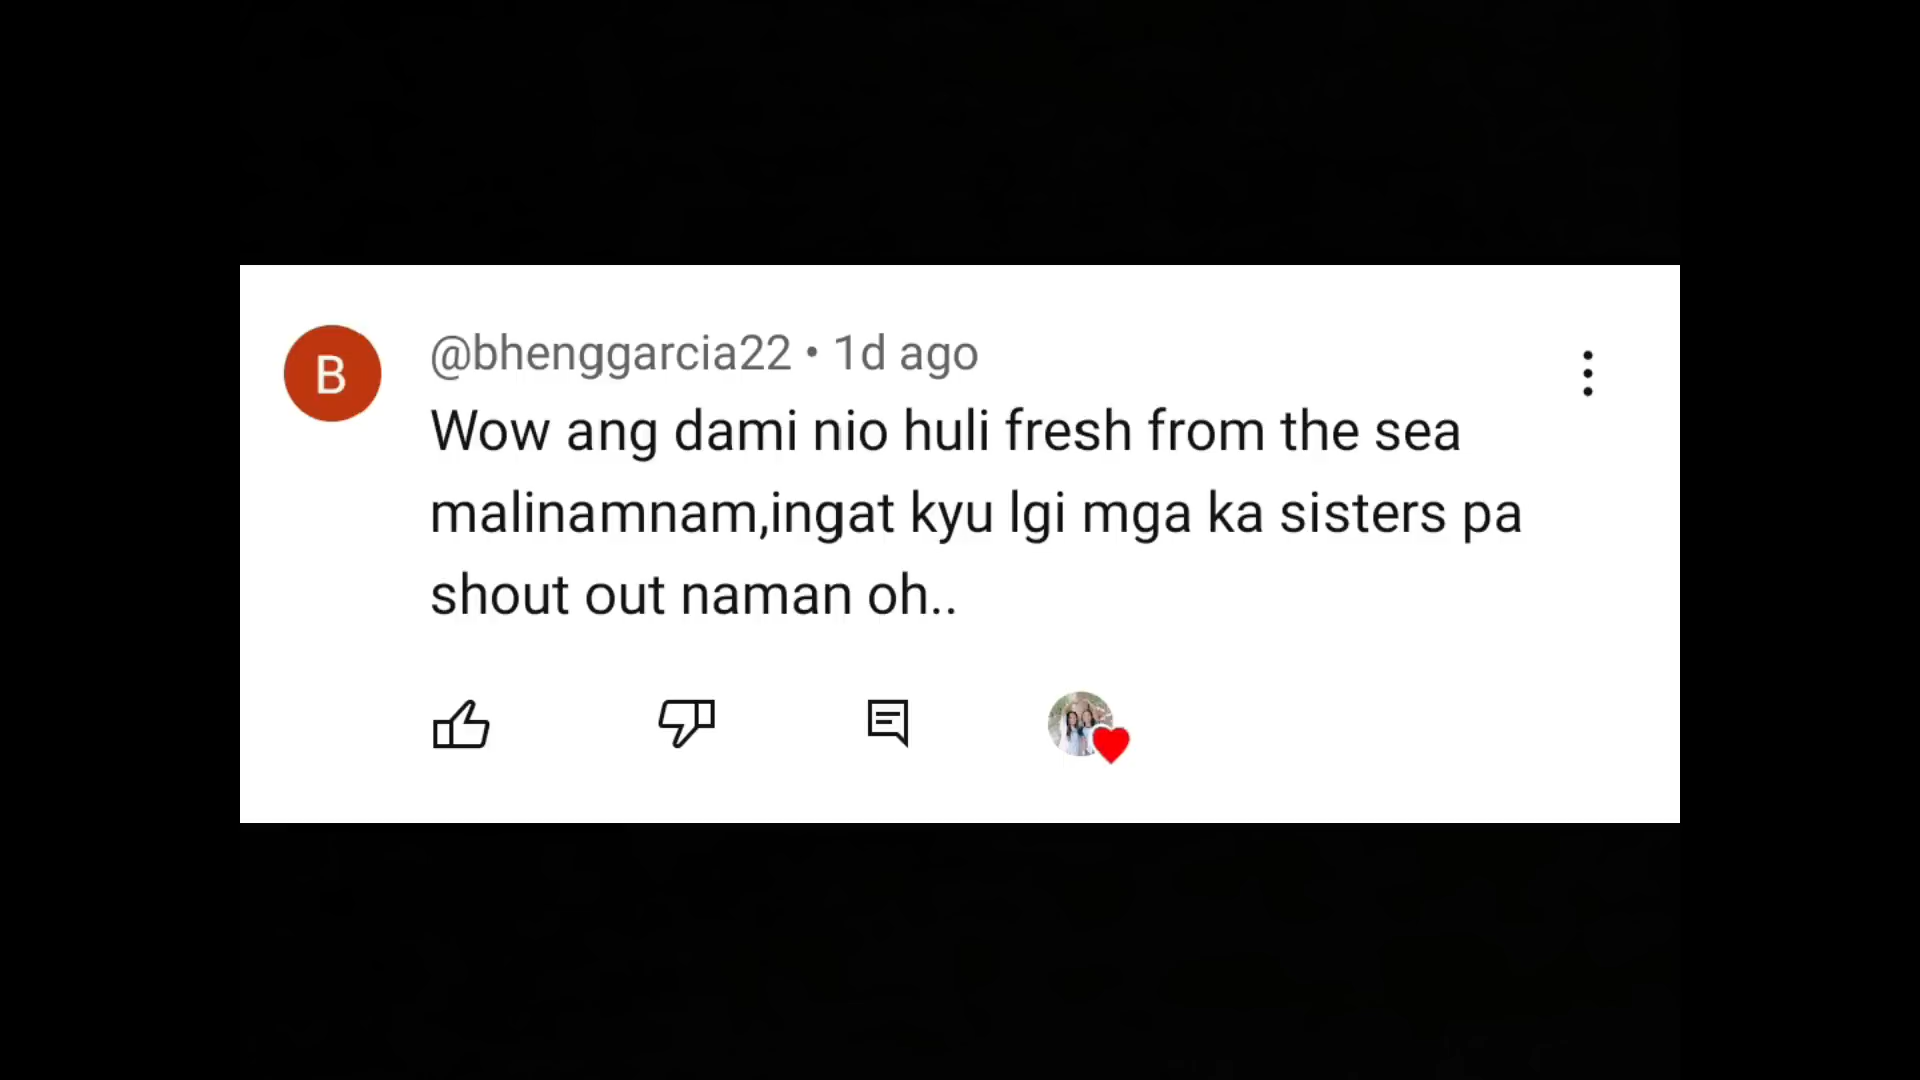 B
@bhenggarcia22 • 1d ago
Wow ang dami nio huli fresh from the sea
malinamnam,ingat kyu lgi mga ka sisters pa
shout out naman oh..